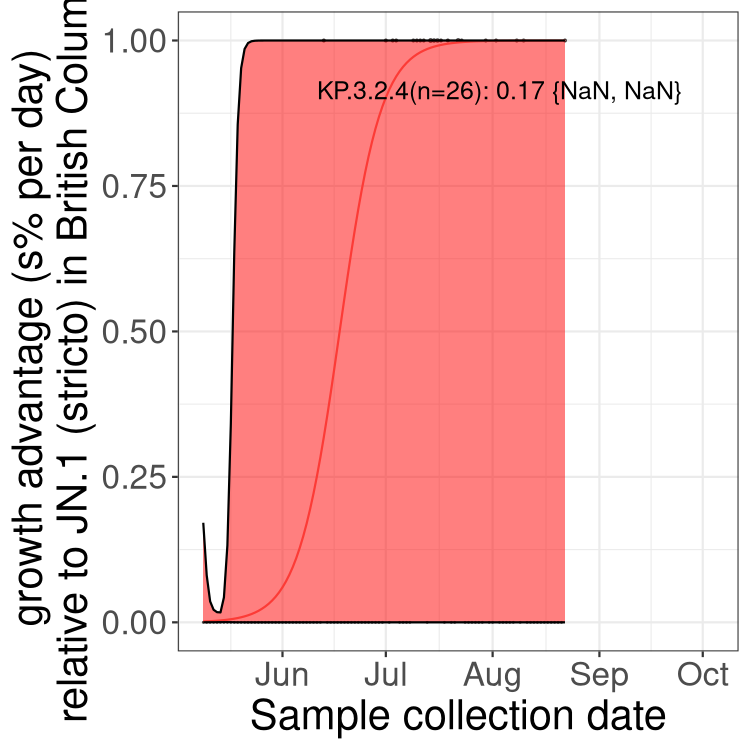 growth advantage (s% per day)
relative to JN.1 (stricto) in British Colum
1.00
0.75
0.50
0.25
0.00
KP.3.2.4(n=26): 0.17 {NaN, NaN}
Jun Jul Aug Sep Oct
Sample collection date